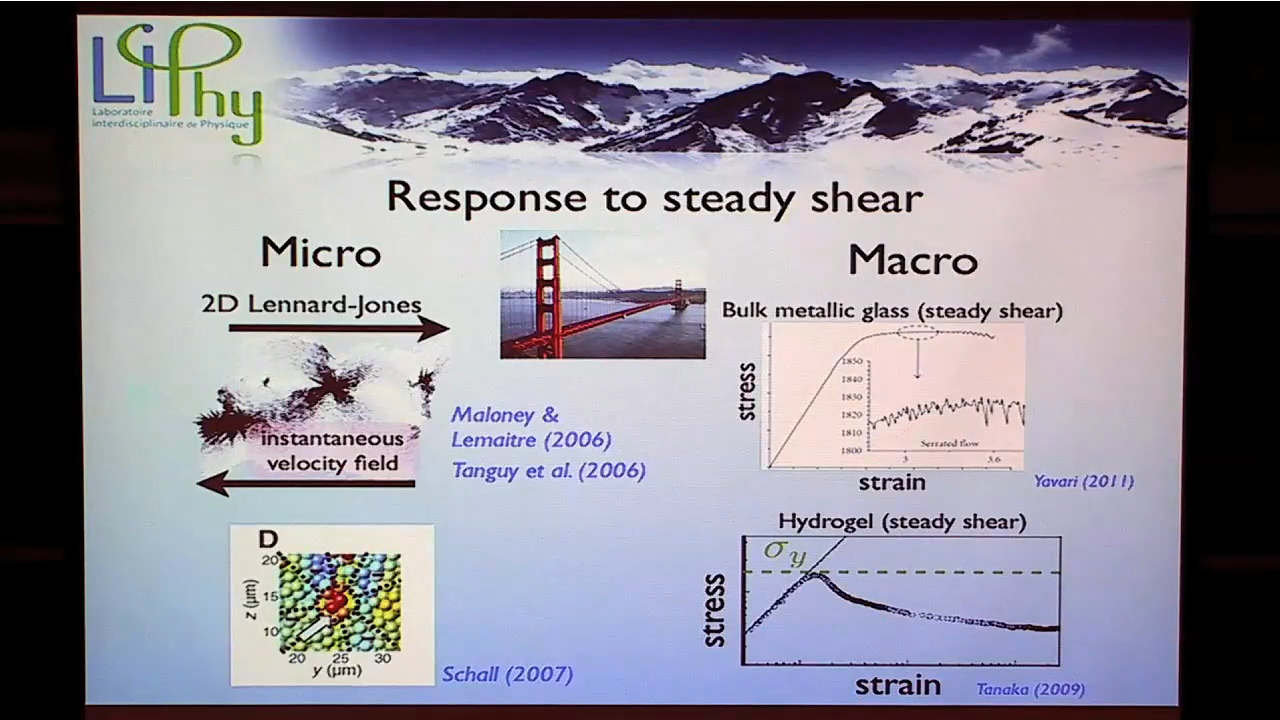 LiPhy
Laboratoire
interdisciplinaire de Physique
Response to steady shear
Micro
2D Lennard-Jones
instantaneous
velocity field
Maloney &
Lemaitre (2006)
Tanguy et al. (2006)
D
20
15
10
z (μm)
20 25 30
y (μm)
Schall (2007)
Macro
Bulk metallic glass (steady shear)
stress
1850
1840
1830
1820
1810
1800
Serrated flow
3 3.6
strain
Yavari (2011)
Hydrogel (steady shear)
σy
stress
strain
Tanaka (2009)